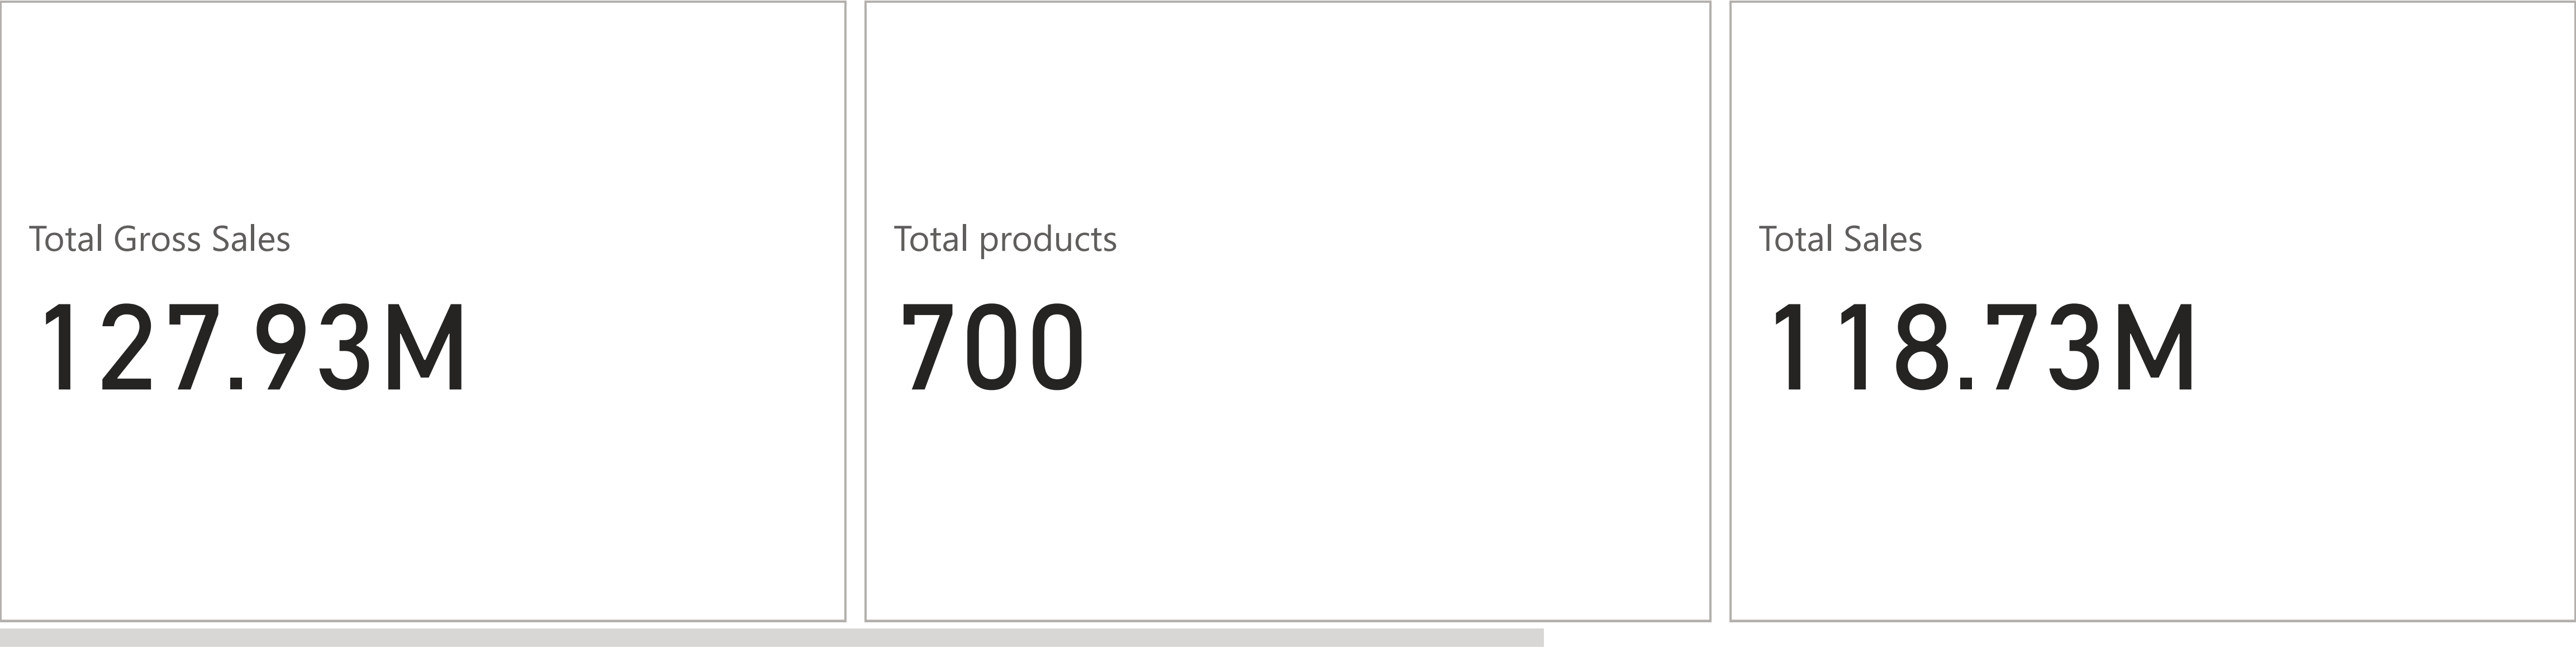 Total Gross Sales
127.93M
Total products
700
Total Sales
118.73M